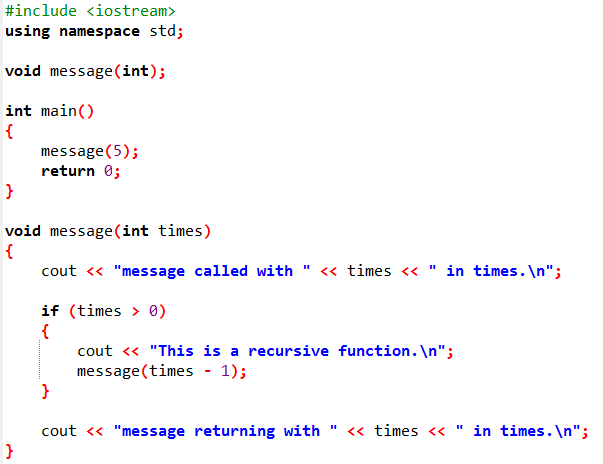 #include <iostream>
using namespace std;

void message(int);

int main()
{
    message(5);
    return 0;
}

void message(int times)
{
    cout << "message called with " << times << " in times.\n";

    if (times > 0)
    {
        cout << "This is a recursive function.\n";
        message(times - 1);
    }

    cout << "message returning with " << times << " in times.\n";
}